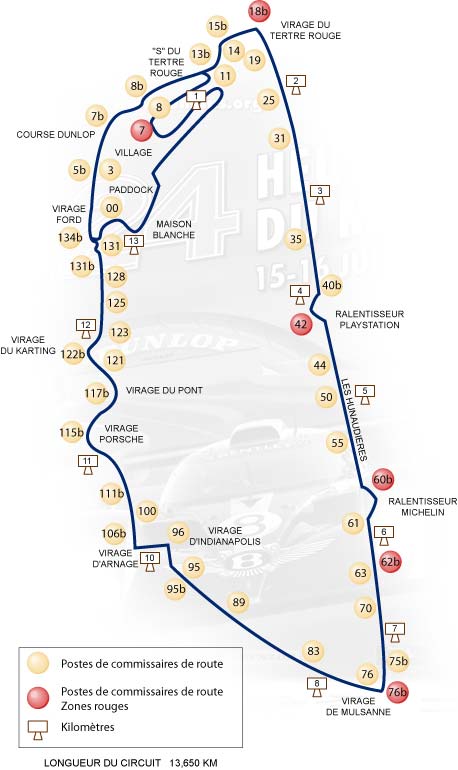 18b
15b
VIRAGE DU
TERTRE ROUGE
"S" DU
TERTRE
ROUGE
13b
14
19
11
8b
1
2
8
25
7b
7
31
COURSE DUNLOP
VILLAGE
5b
3
PADDOCK
3
VIRAGE
FORD
00
MAISON
BLANCHE
134b
131
13
35
131b
128
40b
4
125
42
RALENTISSEUR
PLAYSTATION
12
123
VIRAGE
DU KARTING
122b
121
44
117b
VIRAGE DU PONT
50
5
LES HUNAUDIERES
115b
VIRAGE
PORSCHE
55
11
60b
111b
RALENTISSEUR
MICHELIN
100
61
106b
96
VIRAGE
D'INDIANAPOLIS
6
VIRAGE
D'ARNAGE
10
95
62b
63
95b
89
70
7
83
75b
76
8
76b
VIRAGE
DE MULSANNE
Postes de commissaires de route
Postes de commissaires de route
Zones rouges
Kilomètres
LONGUEUR DU CIRCUIT 13,650 KM
24
DUNLOP